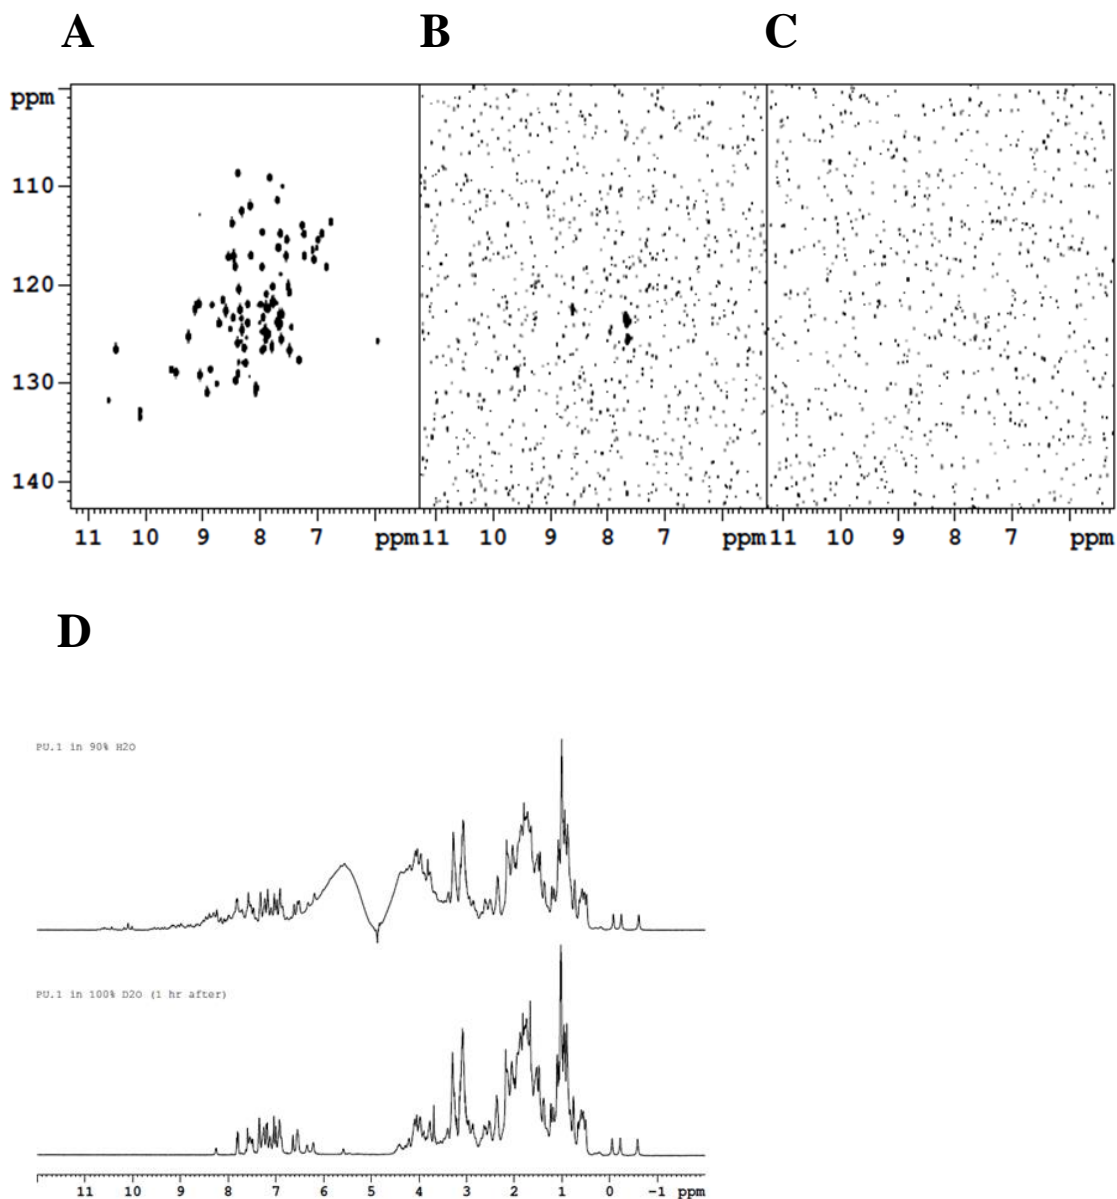 A B C
ppm
110
120
130
140
11 10 9 8 7 ppm 11 10 9 8 7 ppm 11 10 9 8 7 ppm
D
PU.1 in 90% H2O
PU.1 in 100% D2O (1 hr after)
11 10 9 8 7 6 5 4 3 2 1 0 -1 ppm